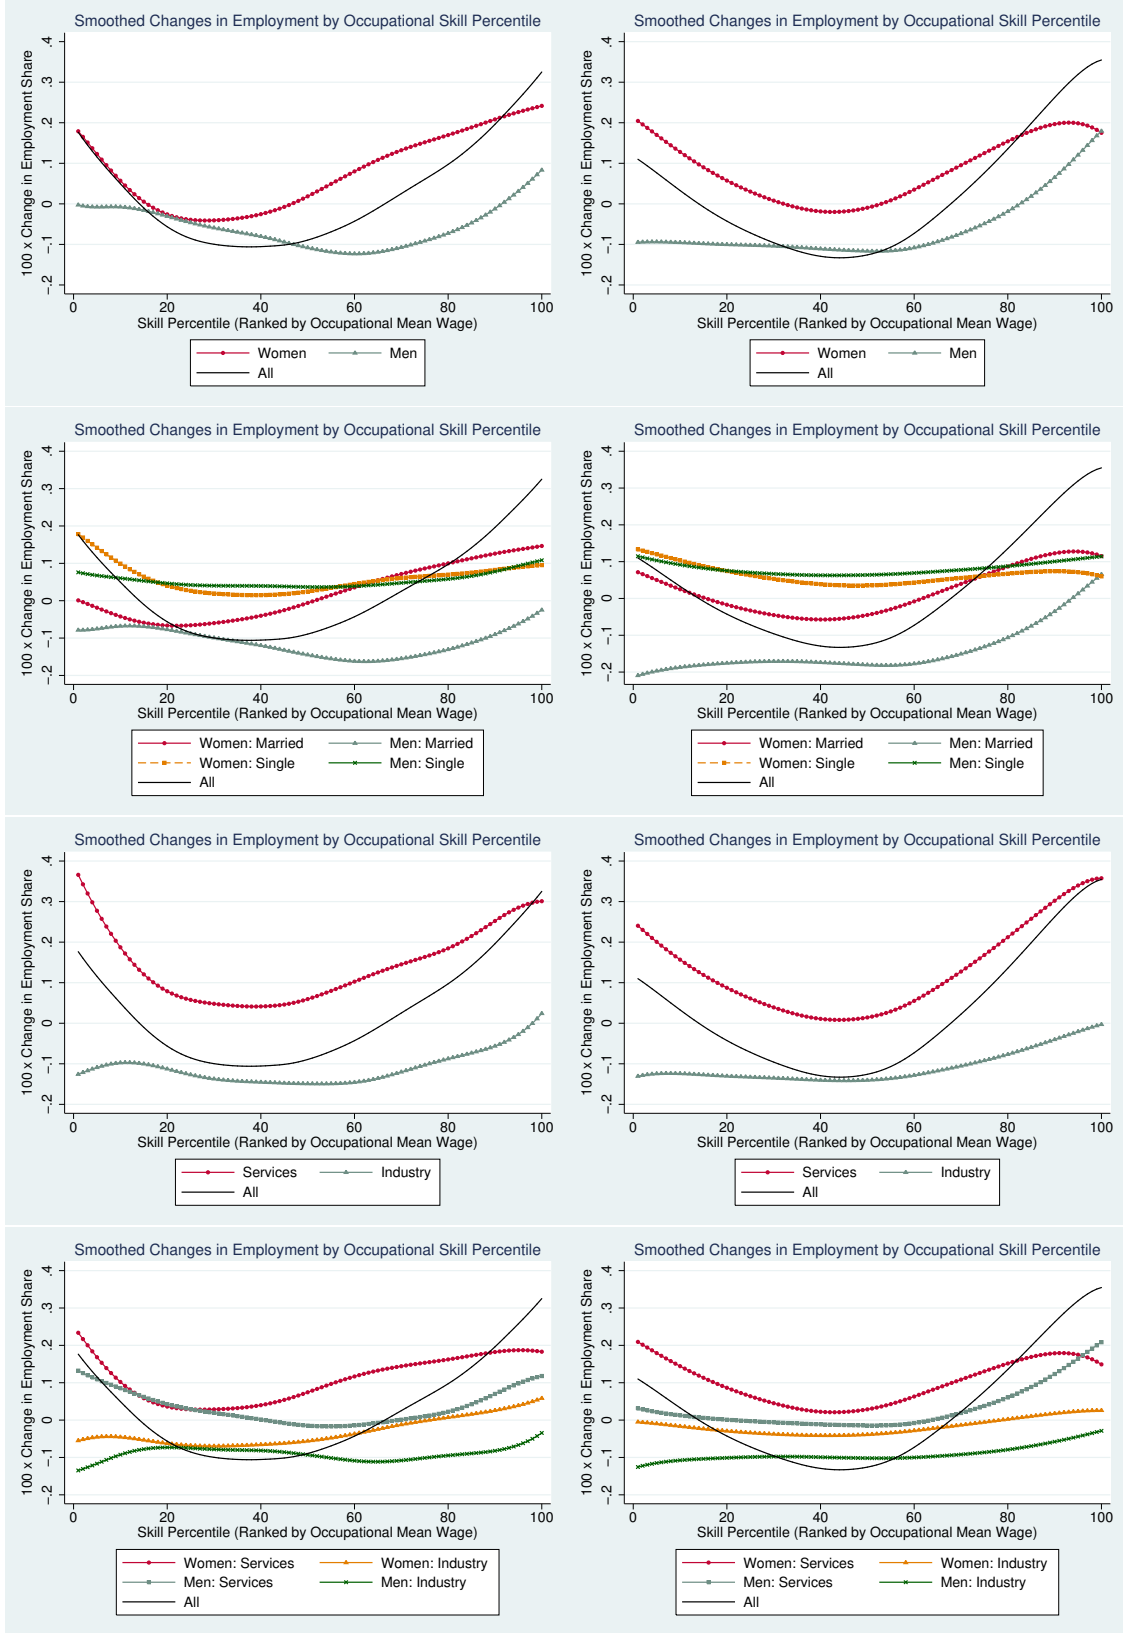 Smoothed Changes in Employment by Occupational Skill Percentile
100 x Change in Employment Share
.4
.3
.2
.1
0
-.1
-.2
0 20 40 60 80 100
Skill Percentile (Ranked by Occupational Mean Wage)
Women Men
All
Smoothed Changes in Employment by Occupational Skill Percentile
100 x Change in Employment Share
.4
.3
.2
.1
0
-.1
-.2
0 20 40 60 80 100
Skill Percentile (Ranked by Occupational Mean Wage)
Women Men
All
Smoothed Changes in Employment by Occupational Skill Percentile
100 x Change in Employment Share
.4
.3
.2
.1
0
-.1
-.2
0 20 40 60 80 100
Skill Percentile (Ranked by Occupational Mean Wage)
Women: Married Men: Married
Women: Single Men: Single
All
Smoothed Changes in Employment by Occupational Skill Percentile
100 x Change in Employment Share
.4
.3
.2
.1
0
-.1
-.2
0 20 40 60 80 100
Skill Percentile (Ranked by Occupational Mean Wage)
Women: Married Men: Married
Women: Single Men: Single
All
Smoothed Changes in Employment by Occupational Skill Percentile
100 x Change in Employment Share
.4
.3
.2
.1
0
-.1
-.2
0 20 40 60 80 100
Skill Percentile (Ranked by Occupational Mean Wage)
Services Industry
All
Smoothed Changes in Employment by Occupational Skill Percentile
100 x Change in Employment Share
.4
.3
.2
.1
0
-.1
-.2
0 20 40 60 80 100
Skill Percentile (Ranked by Occupational Mean Wage)
Services Industry
All
Smoothed Changes in Employment by Occupational Skill Percentile
100 x Change in Employment Share
.4
.3
.2
.1
0
-.1
-.2
0 20 40 60 80 100
Skill Percentile (Ranked by Occupational Mean Wage)
Women: Services Women: Industry
Men: Services Men: Industry
All
Smoothed Changes in Employment by Occupational Skill Percentile
100 x Change in Employment Share
.4
.3
.2
.1
0
-.1
-.2
0 20 40 60 80 100
Skill Percentile (Ranked by Occupational Mean Wage)
Women: Services Women: Industry
Men: Services Men: Industry
All